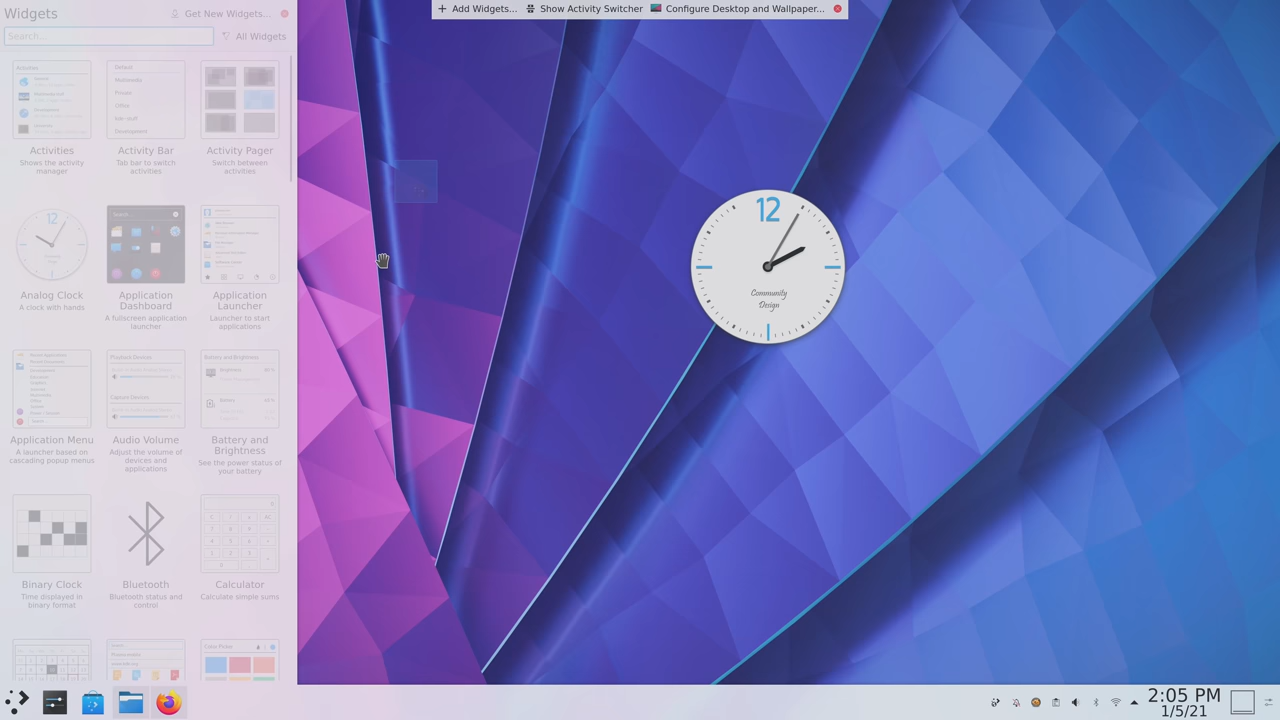 Widgets
Get New Widgets...
Search...
All Widgets
Add Widgets...
Show Activity Switcher
Configure Desktop and Wallpaper...
Activities
Shows the activity
manager
Activity Bar
Tab bar to switch
activities
Activity Pager
Switch between
activities
Analog Clock
A clock with hands
Application
Dashboard
A fullscreen application
launcher
Application
Launcher
Launcher to start
applications
Application Menu
A launcher based on
cascading popup menus
Audio Volume
Adjust the volume of
devices and
applications
Battery and
Brightness
See the power status of
your battery
Binary Clock
Time displayed in
binary format
Bluetooth
Bluetooth status and
control
Calculator
Calculate simple sums
12
Community
Design
2:05 PM
1/5/21